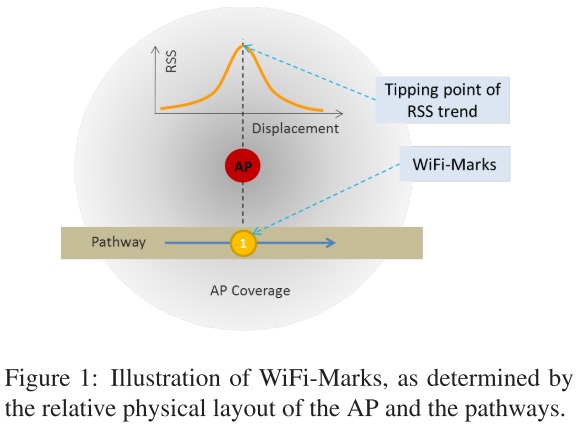 RSS
Displacement
Tipping point of
RSS trend
AP
WiFi-Marks
Pathway
1
AP Coverage
Figure 1: Illustration of WiFi-Marks, as determined by
the relative physical layout of the AP and the pathways.